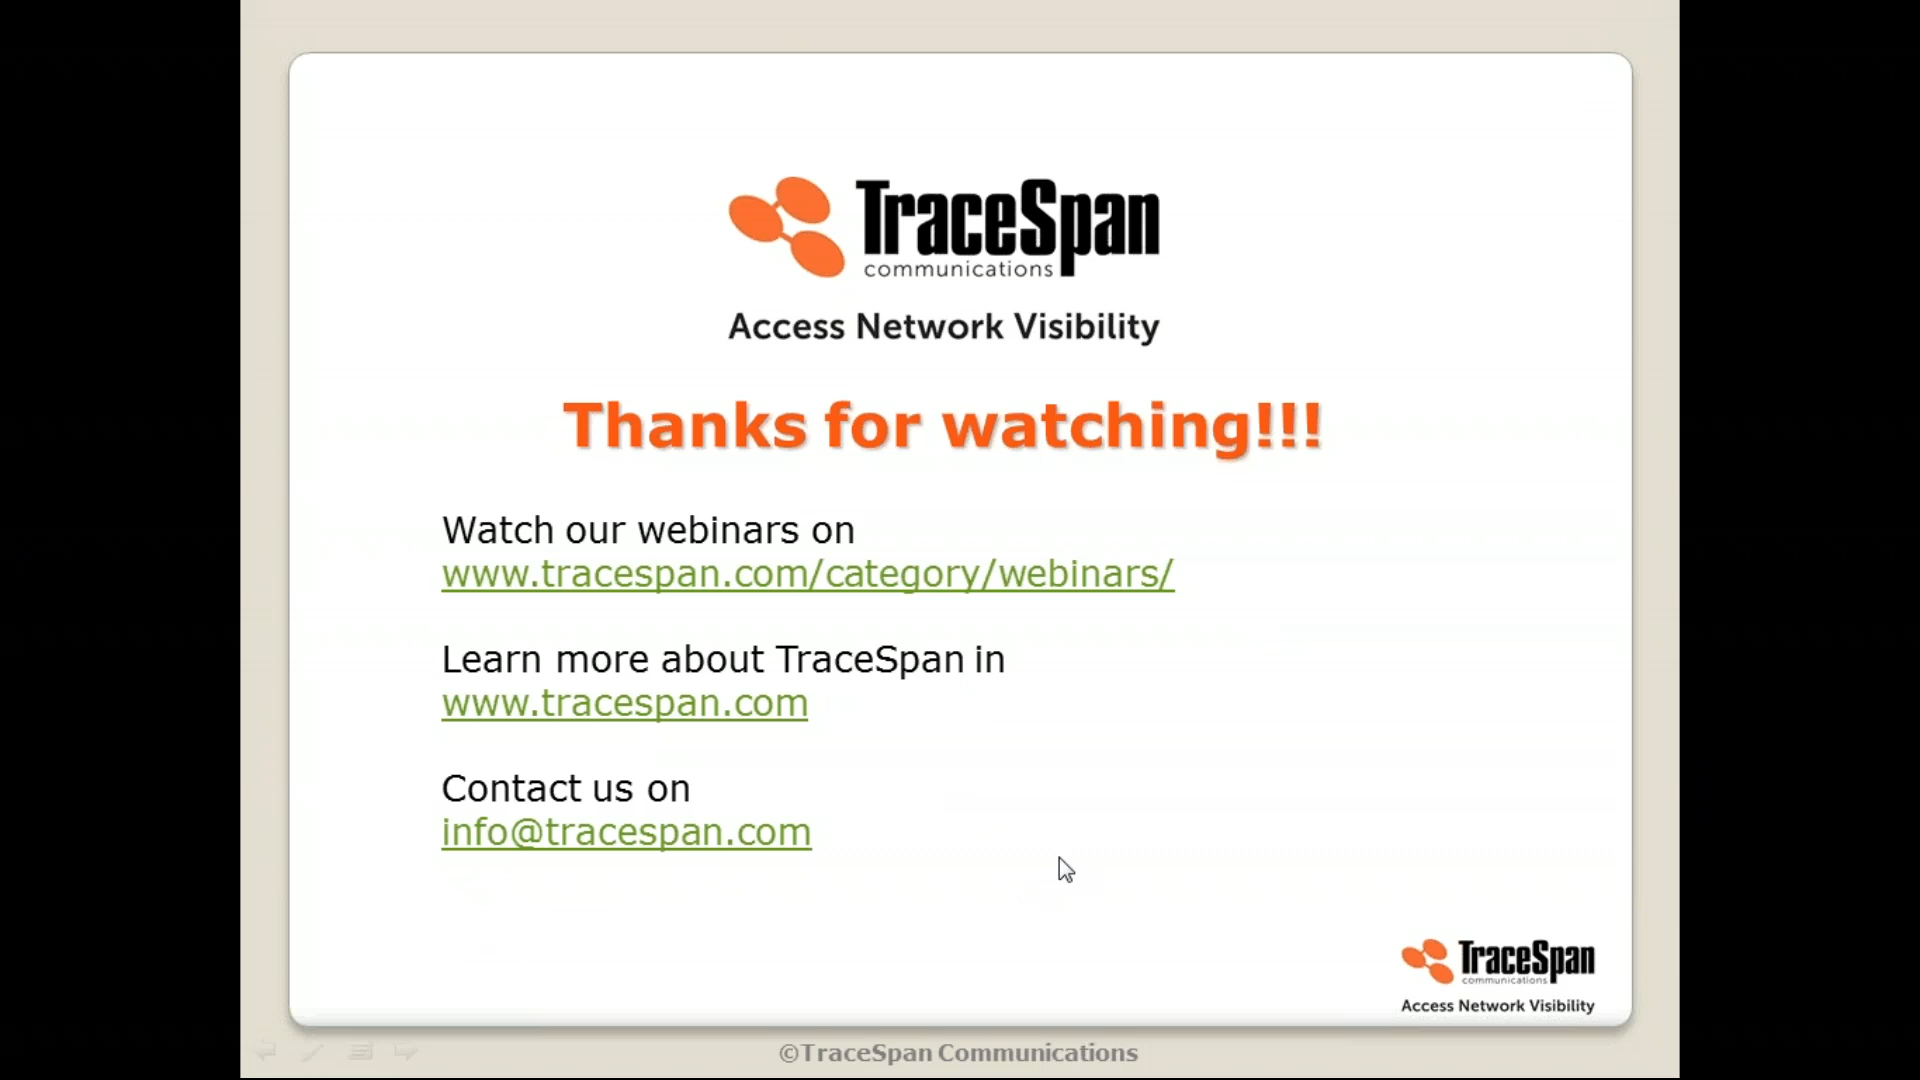 TraceSpan
communications
Access Network Visibility
Thanks for watching!!!
Watch our webinars on
www.tracespan.com/category/webinars/
Learn more about TraceSpan in
www.tracespan.com
Contact us on
info@tracespan.com
TraceSpan
communications
Access Network Visibility
©TraceSpan Communications